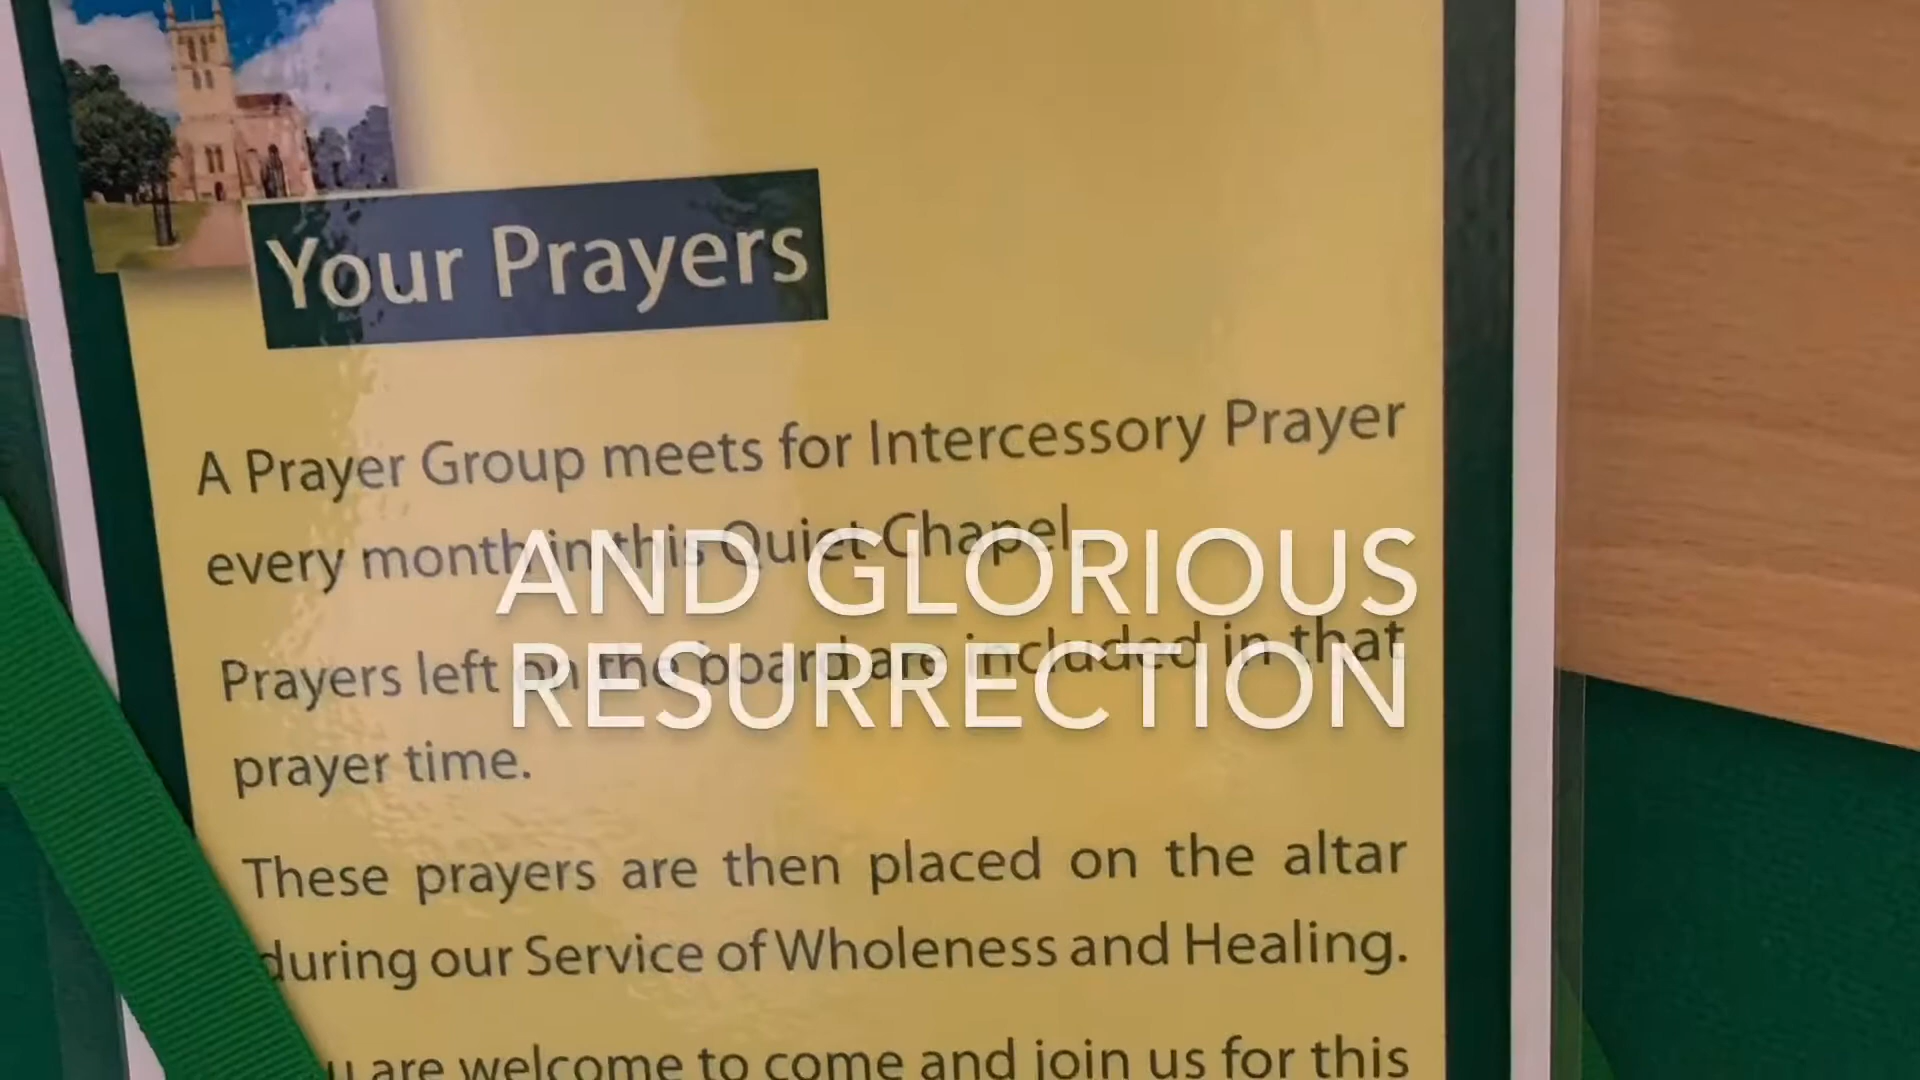 Your Prayers
A Prayer Group meets for Intercessory Prayer
every month in this Quiet Chapel.
AND GLORIOUS
RESURRECTION
Prayers left on the board are included in that
prayer time.
These prayers are then placed on the altar
during our Service of Wholeness and Healing.
are welcome to come and join us for this